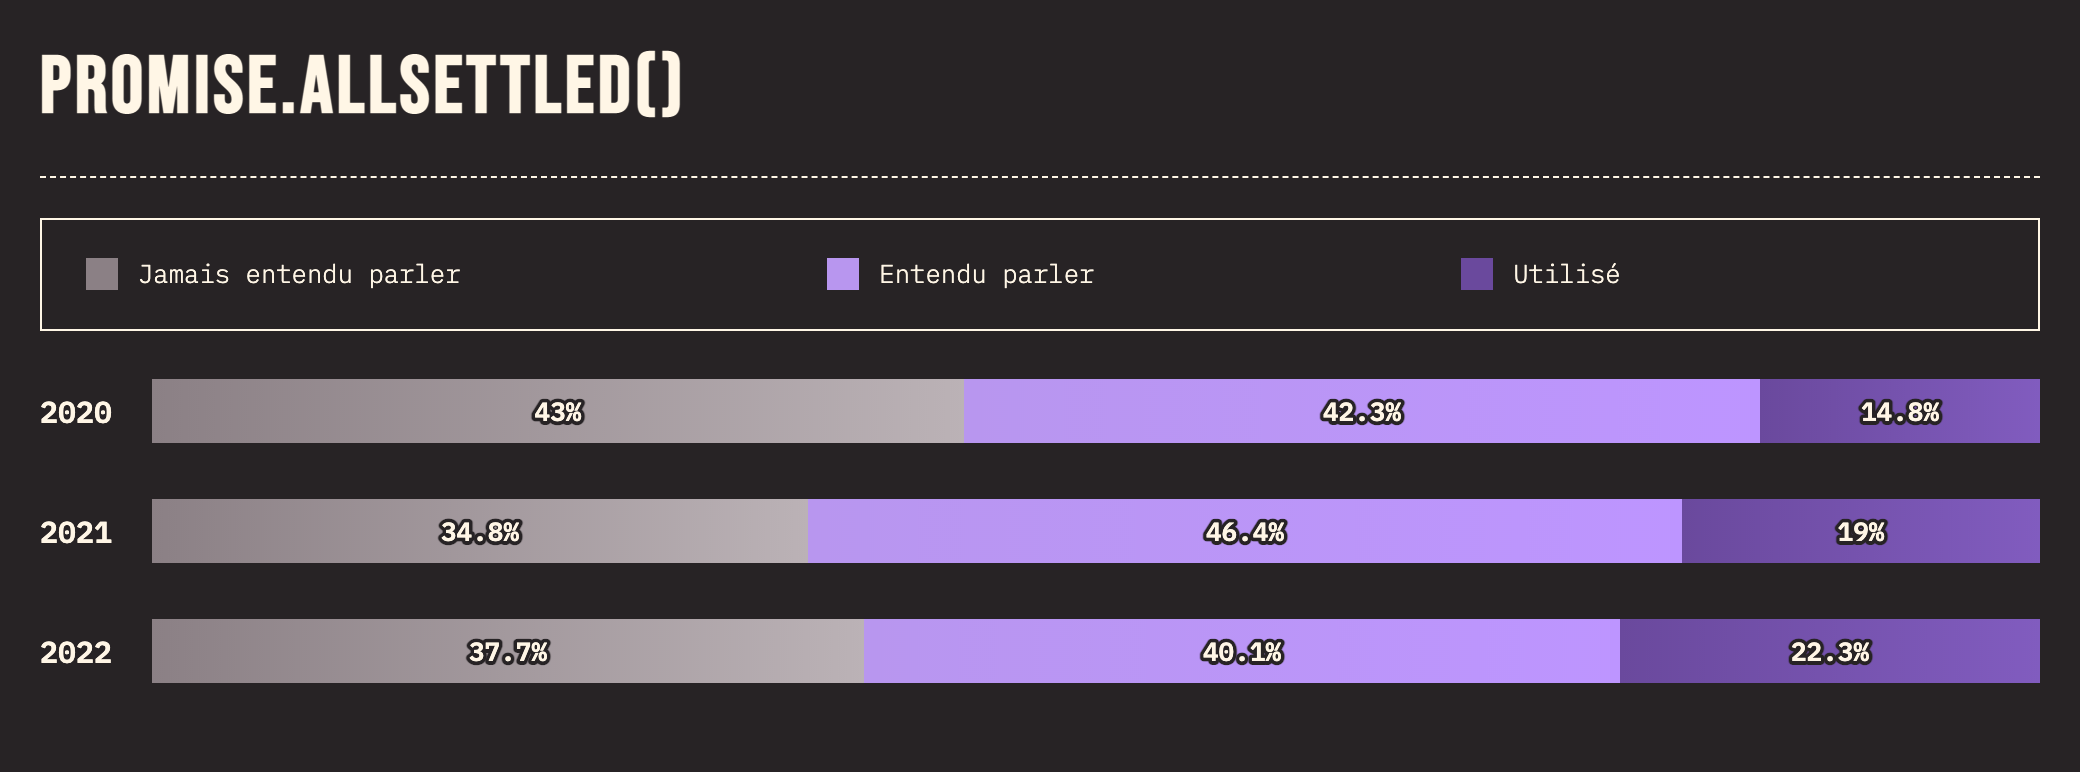 PROMISE.ALLSETTLED()
Jamais entendu parler Entendu parler Utilisé
2020 43% 42.3% 14.8%
2021 34.8% 46.4% 19%
2022 37.7% 40.1% 22.3%